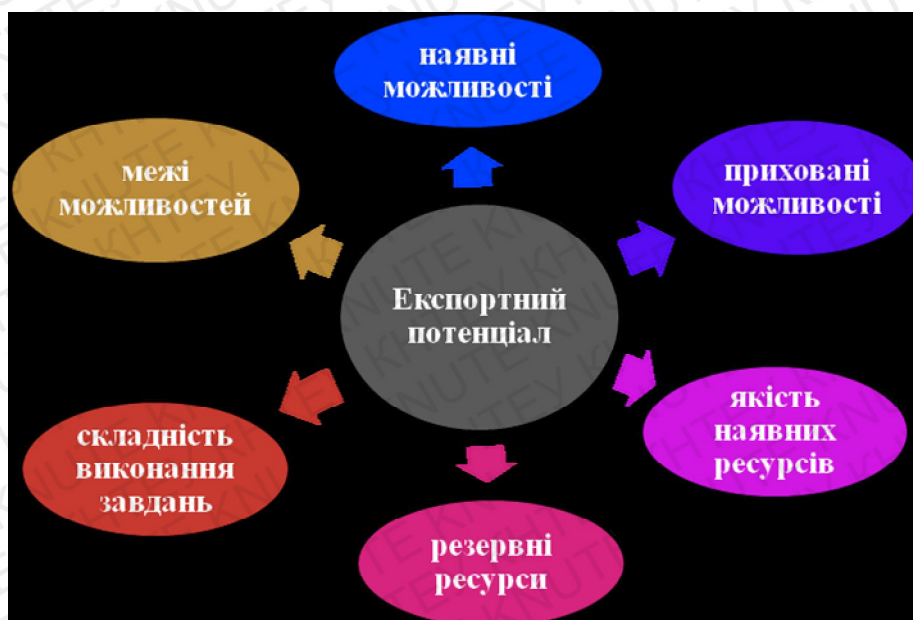 наявні
можливості
приховані
можливості
якість
наявних
ресурсів
резервні
ресурси
складність
виконання
завдань
межі
можливостей
Експортний
потенціал